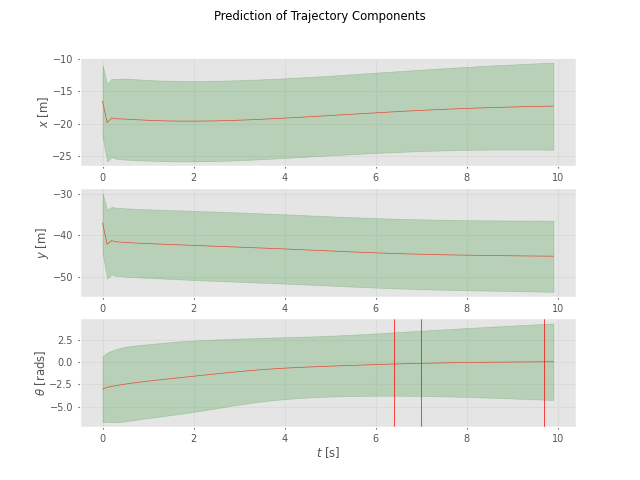 Prediction of Trajectory Components
−10
−15
−20
−25
x [m]
0 2 4 6 8 10
−30
−40
−50
y [m]
0 2 4 6 8 10
2.5
0.0
−2.5
−5.0
θ [rads]
0 2 4 6 8 10
t [s]